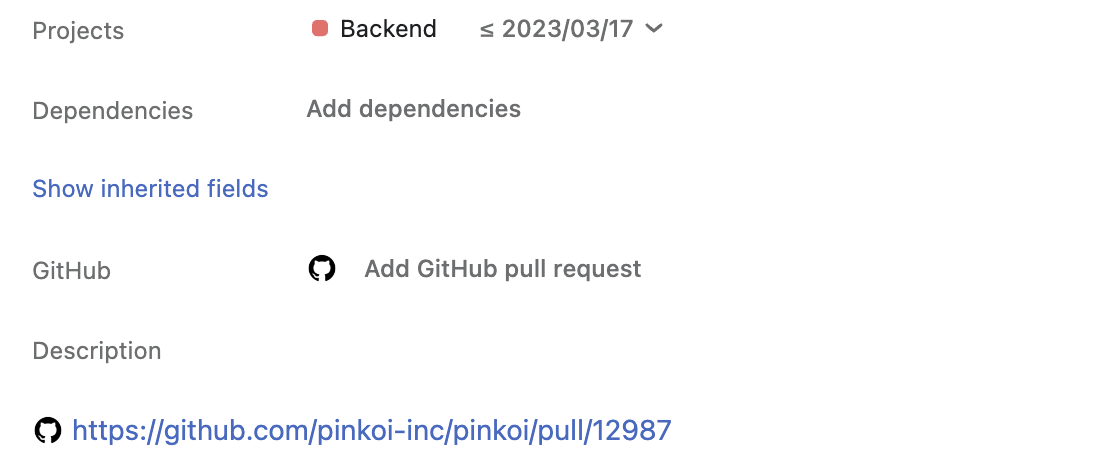 Projects Backend ≤ 2023/03/17
Dependencies Add dependencies
Show inherited fields
GitHub Add GitHub pull request
Description
https://github.com/pinkoi-inc/pinkoi/pull/12987